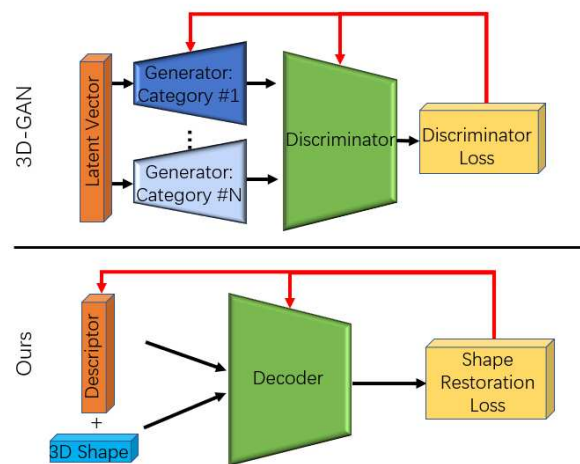 3D-GAN
Latent Vector
Generator:
Category #1
...
Generator:
Category #N
Discriminator
Discriminator
Loss
Ours
Descriptor
+
3D Shape
Decoder
Shape
Restoration
Loss